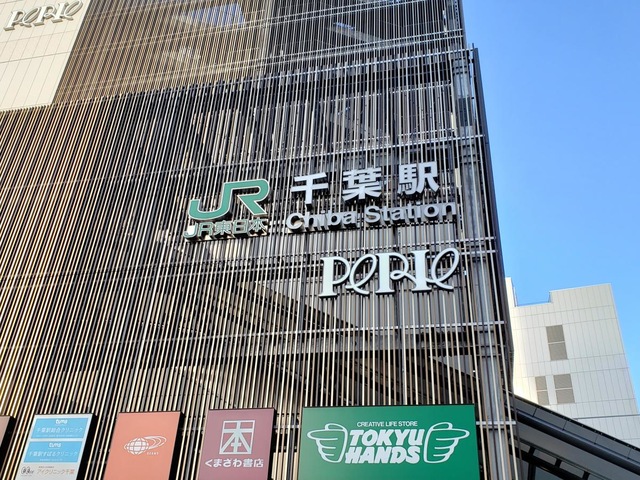 PERIE
PERIE
JR 千葉駅
JR東日本 Chiba Station
PERIE
CREATIVE LIFE STORE
TOKYU
HANDS
本
くまざわ書店